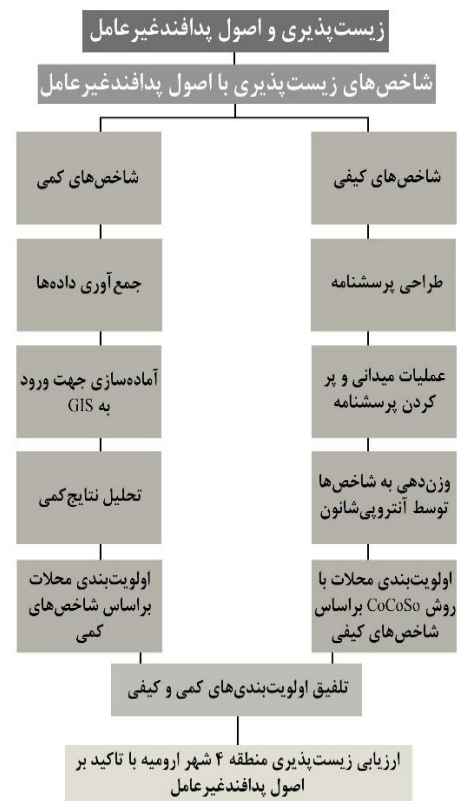 زیست‌پذیری و اصول پدافندغیرعامل
شاخص‌های زیست‌پذیری با اصول پدافندغیرعامل
شاخص‌های کیفی
طراحی پرسشنامه
عملیات میدانی و پر
کردن پرسشنامه
وزن‌دهی به شاخص‌ها
توسط آنتروپی‌شانون
اولویت‌بندی محلات با
روش CoCoSo براساس
شاخص‌های کیفی
شاخص‌های کمی
جمع‌آوری داده‌ها
آماده‌سازی جهت ورود
به GIS
تحلیل نتایج‌کمی
اولویت‌بندی محلات
براساس شاخص‌های
کمی
تلفیق اولویت‌بندی‌های کمی و کیفی
ارزیابی زیست‌پذیری منطقه ۴ شهر ارومیه با تاکید بر
اصول پدافندغیرعامل